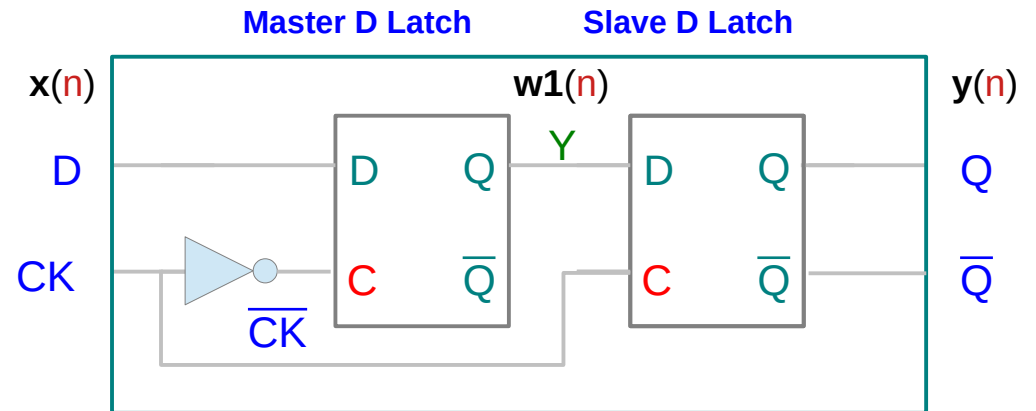 Master D Latch Slave D Latch
x(n) w1(n) y(n)
Y
D D Q D Q Q
CK C Q̅ C Q̅ Q̅
C̅K̅